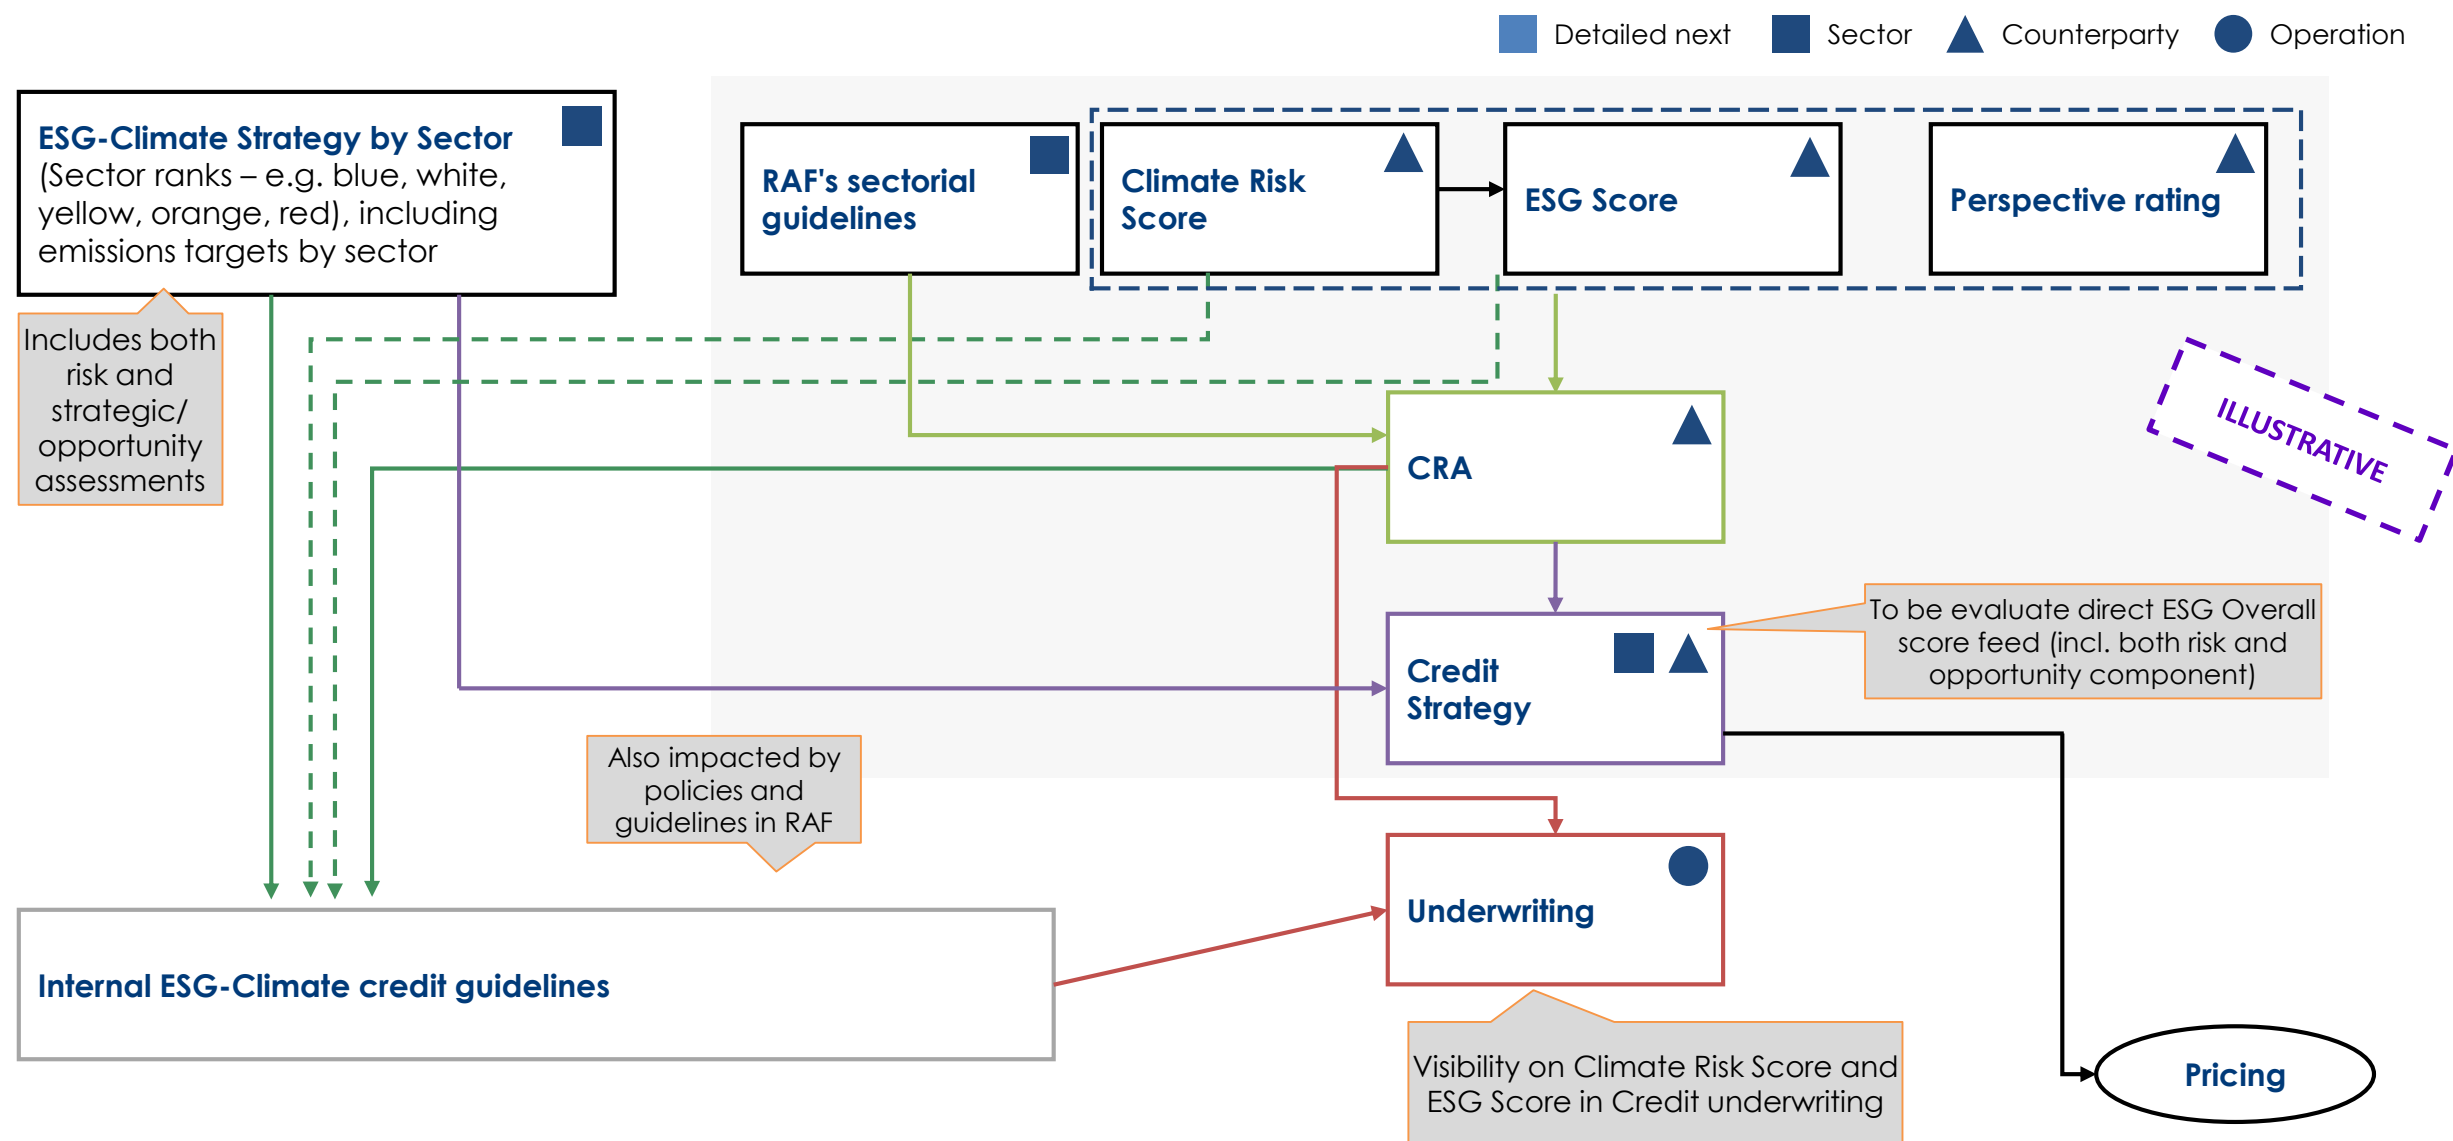 Detailed next
Sector
Counterparty
Operation
ESG-Climate Strategy by Sector
(Sector ranks – e.g. blue, white,
yellow, orange, red), including
emissions targets by sector
Includes both
risk and
strategic/
opportunity
assessments
RAF's sectorial
guidelines
Climate Risk
Score
ESG Score
Perspective rating
ILLUSTRATIVE
CRA
To be evaluate direct ESG Overall
score feed (incl. both risk and
opportunity component)
Credit
Strategy
Also impacted by
policies and
guidelines in RAF
Underwriting
Internal ESG-Climate credit guidelines
Visibility on Climate Risk Score and
ESG Score in Credit underwriting
Pricing